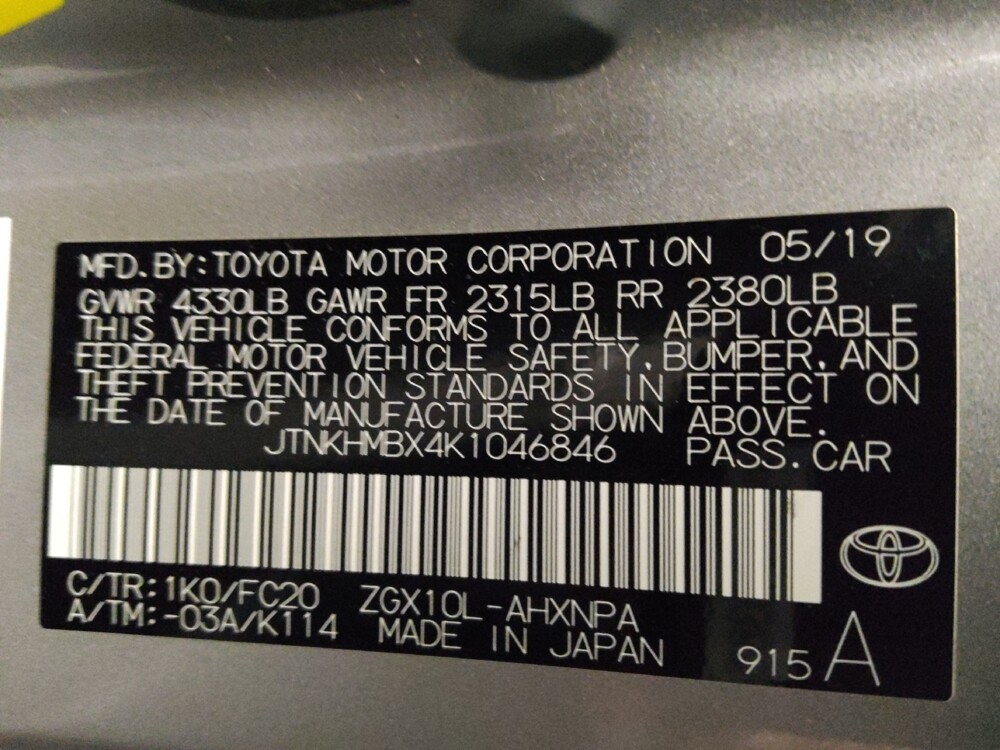 MFD. BY: TOYOTA MOTOR CORPORATION 05/19
GVWR 4330LB GAWR FR 2315LB RR 2380LB
THIS VEHICLE CONFORMS TO ALL APPLICABLE
FEDERAL MOTOR VEHICLE SAFETY, BUMPER, AND
THEFT PREVENTION STANDARDS IN EFFECT ON
THE DATE OF MANUFACTURE SHOWN ABOVE.
JTNKHMBX4K1046846 PASS. CAR
C/TR: 1K0/FC20 ZGX10L-AHXNPA
A/TM: -03A/K114 MADE IN JAPAN 915 A